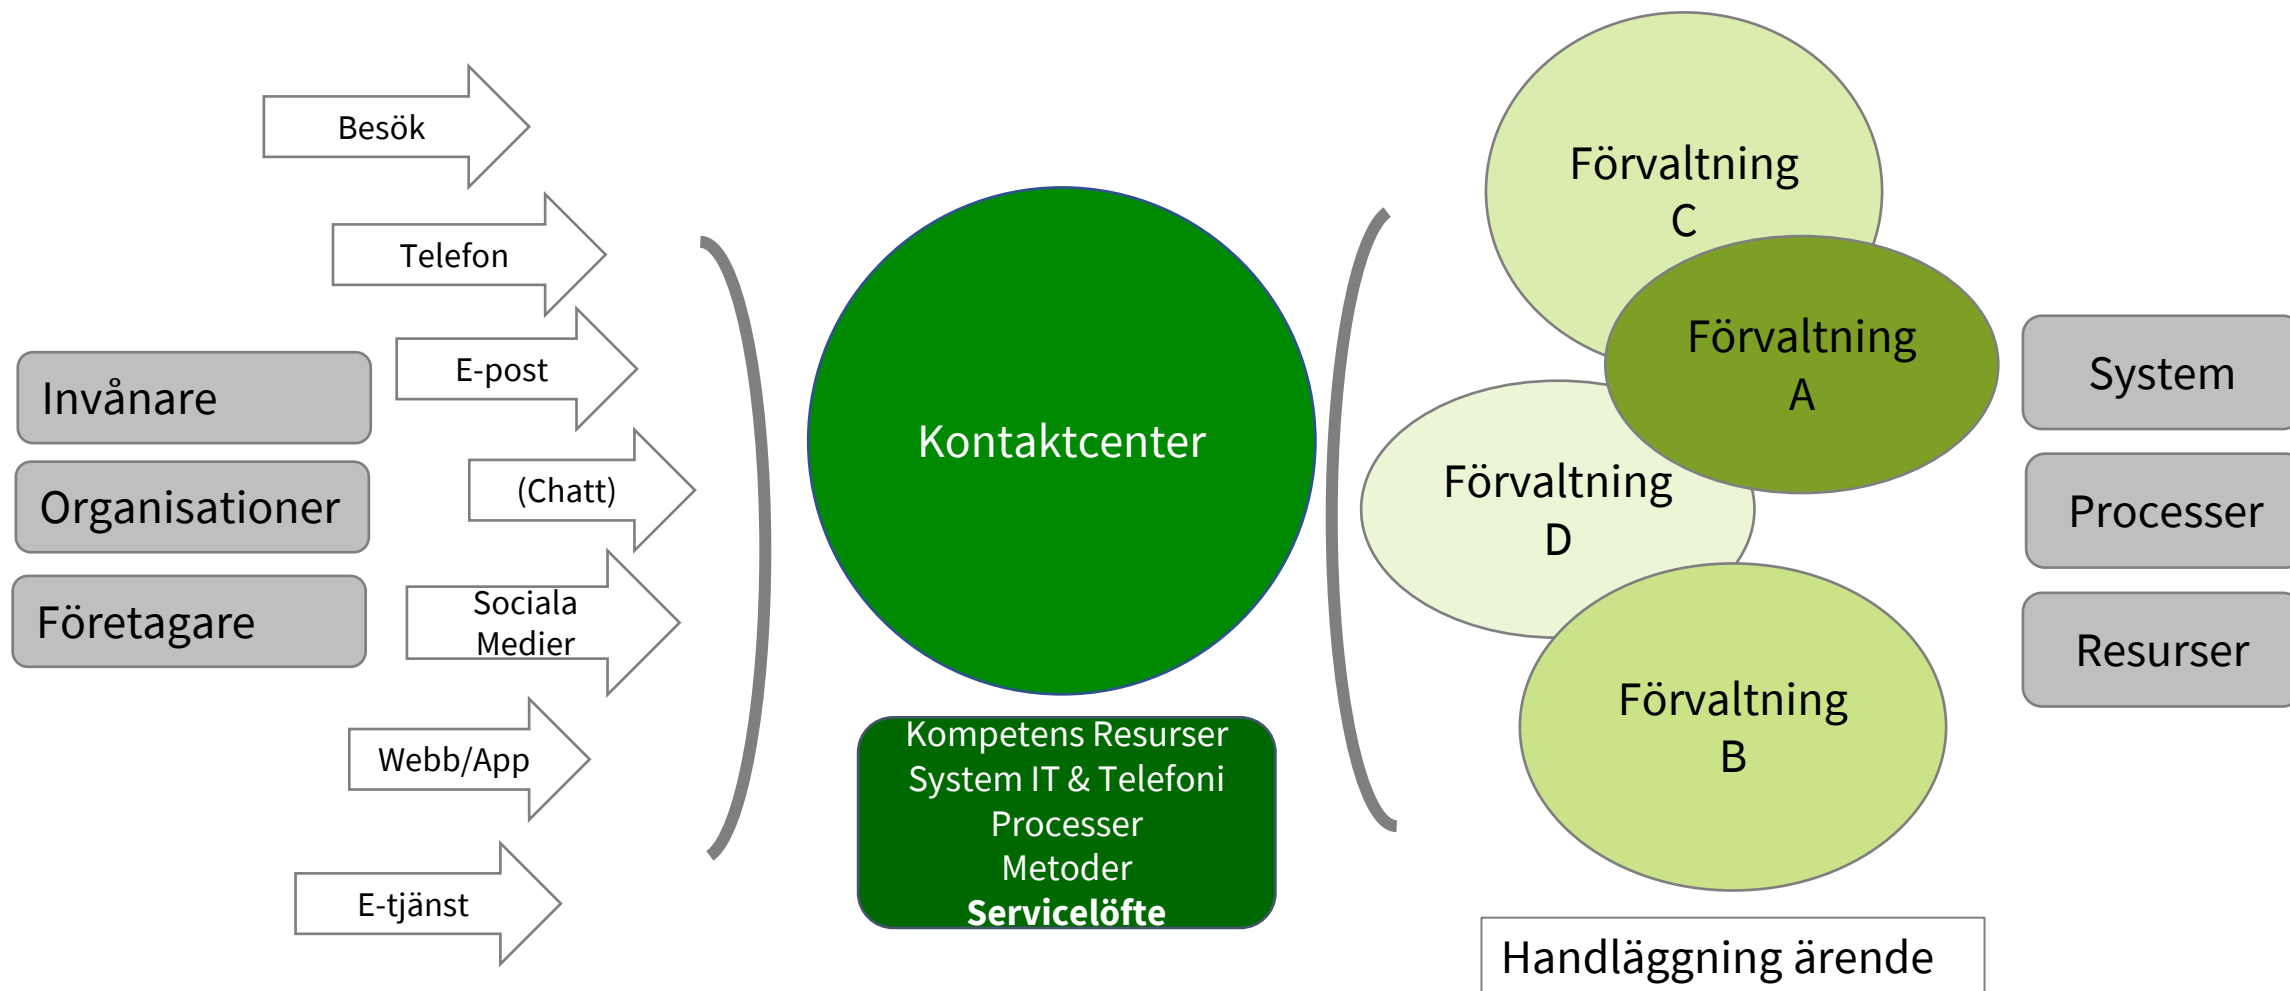 Besök
Telefon
E-post
(Chatt)
Sociala
Medier
Webb/App
E-tjänst
Invånare
Organisationer
Företagare
Kontaktcenter
Kompetens Resurser
System IT & Telefoni
Processer
Metoder
Servicelöfte
Förvaltning
C
Förvaltning
A
Förvaltning
D
Förvaltning
B
Handläggning ärende
System
Processer
Resurser